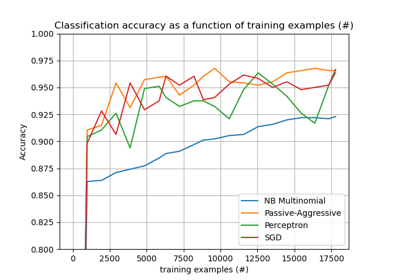 Classification accuracy as a function of training examples (#)
1.000
0.975
0.950
0.925
0.900
0.875
0.850
0.825
0.800
Accuracy
NB Multinomial
Passive-Aggressive
Perceptron
SGD
0 2500 5000 7500 10000 12500 15000 17500
training examples (#)